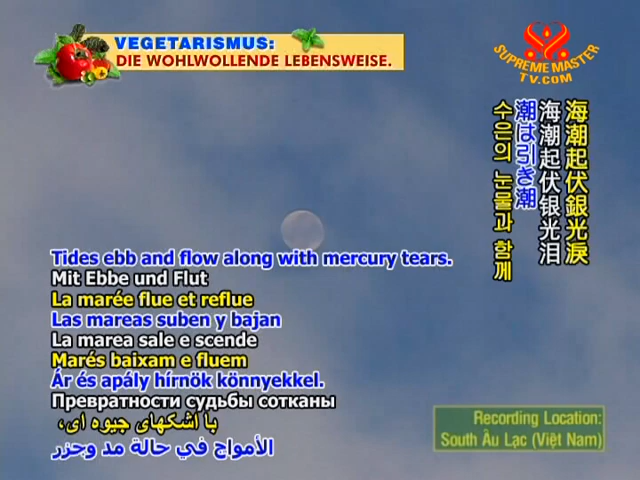 VEGETARISMUS:
DIE WOHLWOLLENDE LEBENSWEISE.
SUPREME MASTER
TV.COM
海潮起伏銀光淚
海潮起伏银光泪
潮は引き潮
수은의 눈물과 함께
Tides ebb and flow along with mercury tears.
Mit Ebbe und Flut
La marée flue et reflue
Las mareas suben y bajan
La marea sale e scende
Marés baixam e fluem
Ár és apály hírnök könnyekkel.
Превратности судьбы сотканы
با اشکهای جیوه ای،
الأمواج في حالة مد وجزر
Recording Location:
South Âu Lạc (Việt Nam)